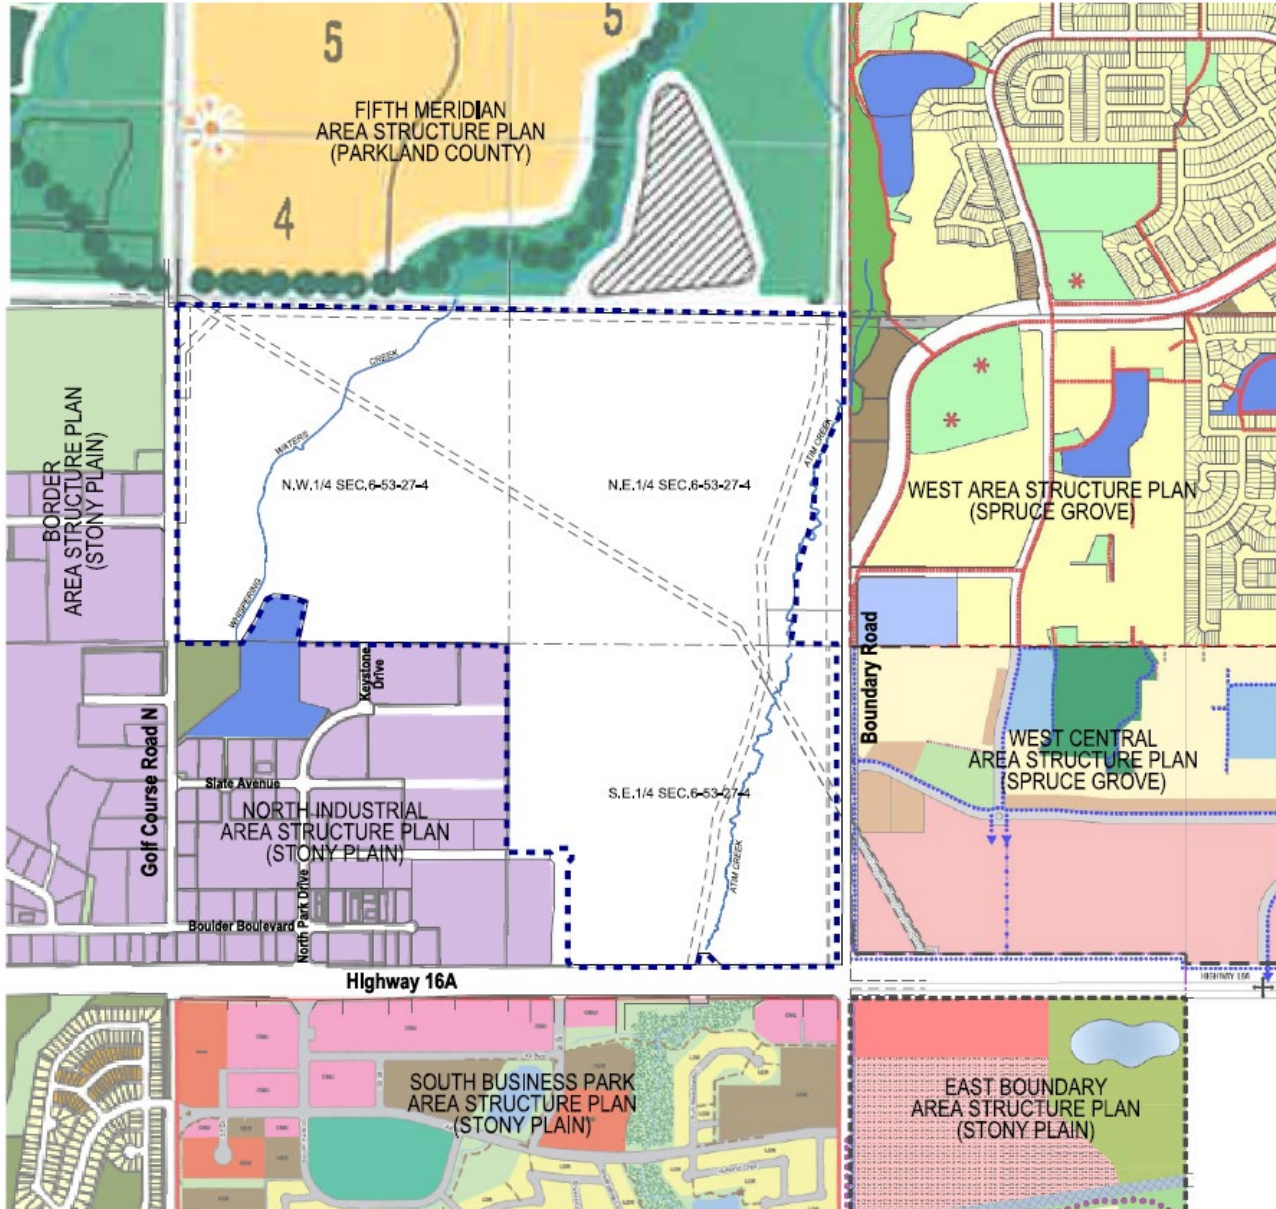 5
5
FIFTH MERIDIAN
AREA STRUCTURE PLAN
(PARKLAND COUNTY)
4
CREEK
WATERS
WHISPERING
ATIM CREEK
N.W.1/4 SEC.6-53-27-4
N.E.1/4 SEC.6-53-27-4
BORDER
AREA STRUCTURE PLAN
(STONY PLAIN)
*
*
*
WEST AREA STRUCTURE PLAN
(SPRUCE GROVE)
Boundary Road
Keystone
Drive
Golf Course Road N
Slate Avenue
NORTH INDUSTRIAL
AREA STRUCTURE PLAN
(STONY PLAIN)
S.E.1/4 SEC.6-53-27-4
ATIM CREEK
WEST CENTRAL
AREA STRUCTURE PLAN
(SPRUCE GROVE)
North Park Drive
Boulder Boulevard
Highway 16A
HIGHWAY 16A
SOUTH BUSINESS PARK
AREA STRUCTURE PLAN
(STONY PLAIN)
EAST BOUNDARY
AREA STRUCTURE PLAN
(STONY PLAIN)